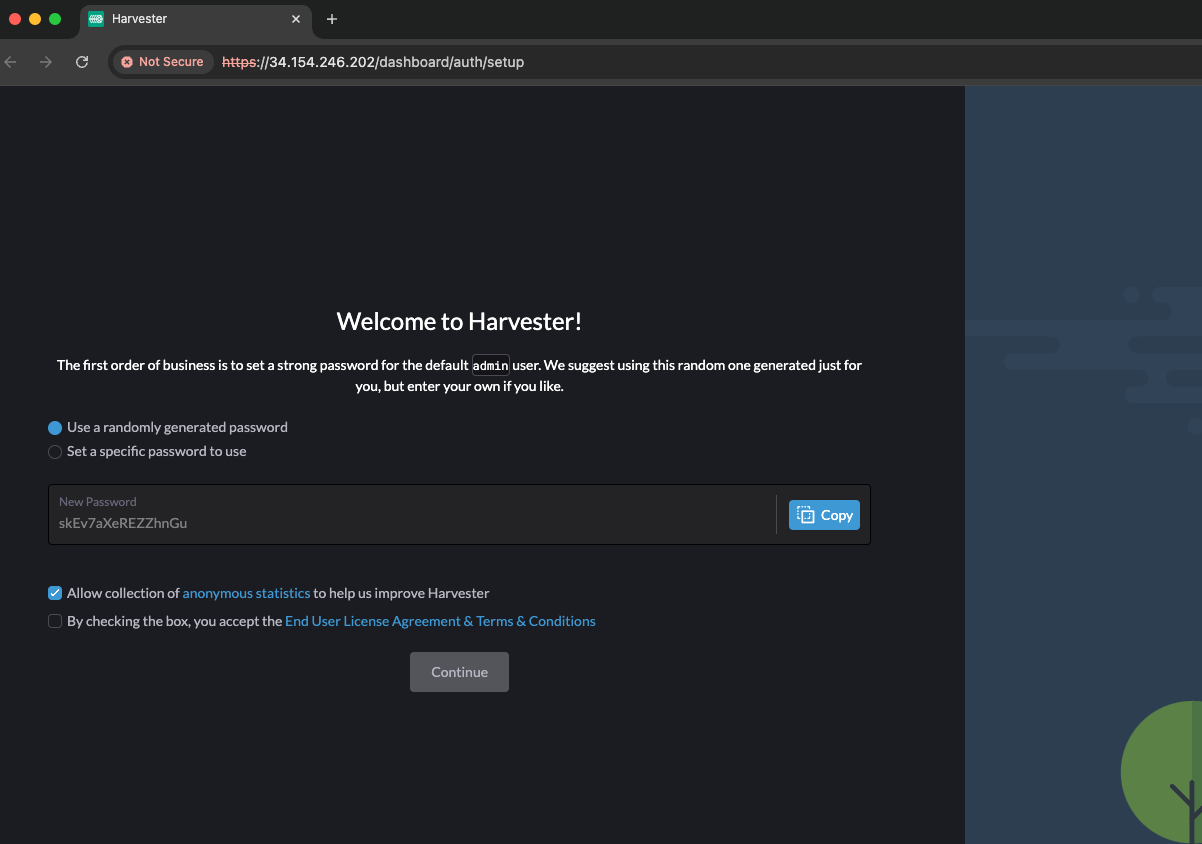 Harvester
Not Secure https://34.154.246.202/dashboard/auth/setup
Welcome to Harvester!
The first order of business is to set a strong password for the default admin user. We suggest using this random one generated just for
you, but enter your own if you like.
Use a randomly generated password
Set a specific password to use
New Password
skEv7aXeREZZhnGu
Copy
Allow collection of anonymous statistics to help us improve Harvester
By checking the box, you accept the End User License Agreement & Terms & Conditions
Continue